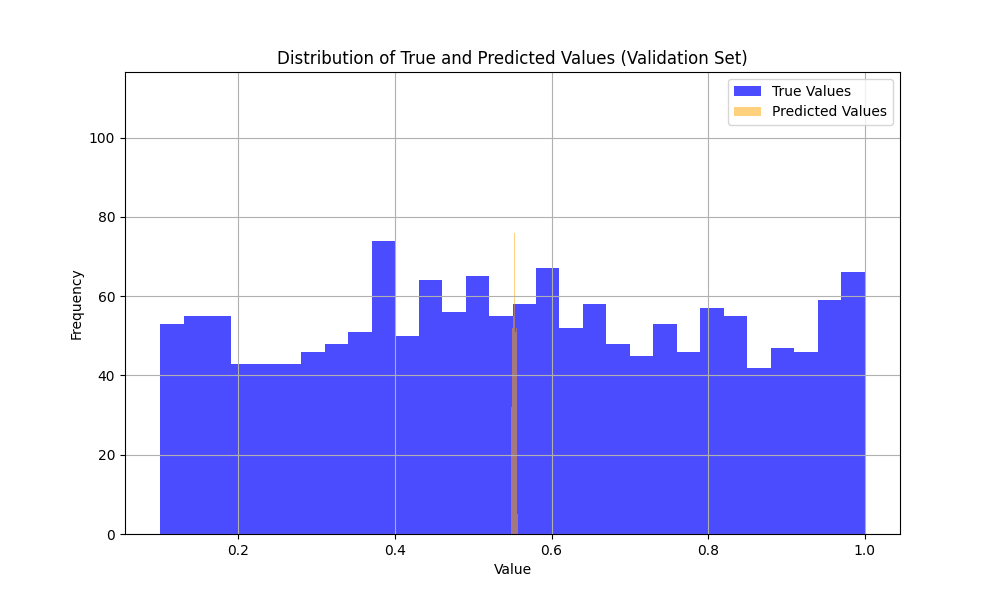 Distribution of True and Predicted Values (Validation Set)
True Values
Predicted Values
Frequency
100
80
60
40
20
0
0.2
0.4
0.6
0.8
1.0
Value